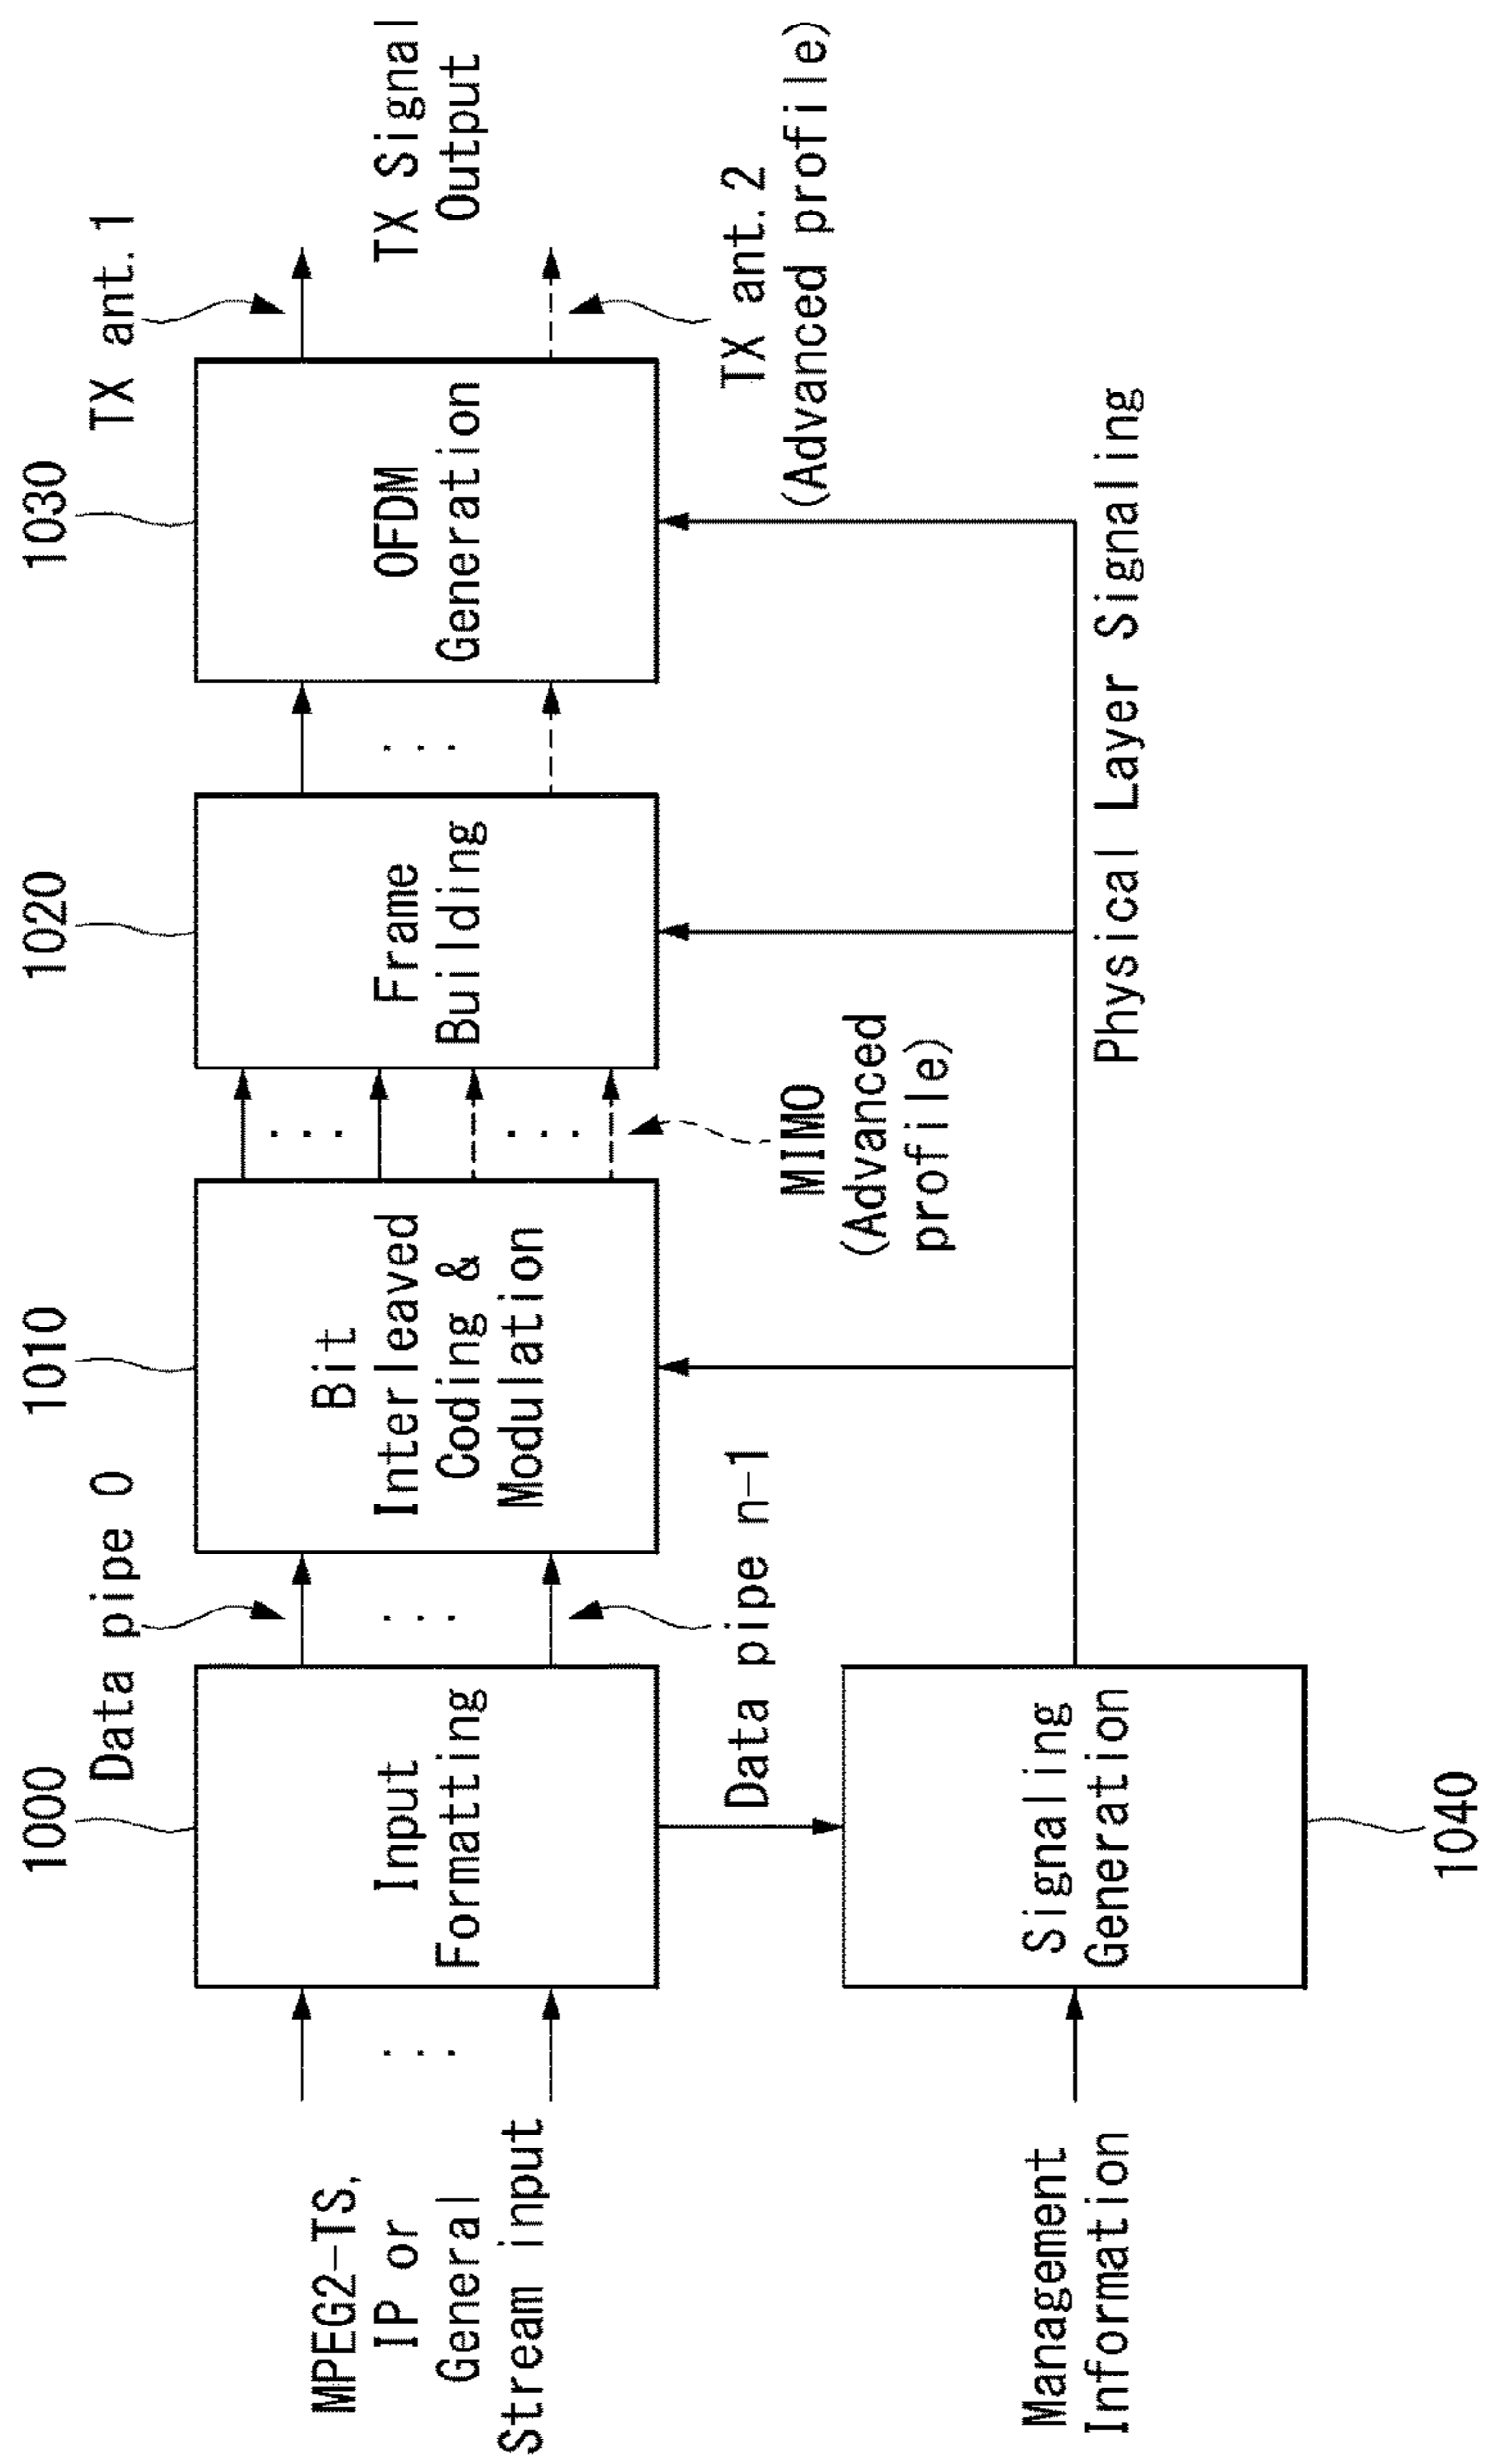 1000
1010
1020
1030
Data pipe 0
TX ant.1
MPEG2-TS,
IP or
General
Stream input
Input
Formatting
Bit
Interleaved
Coding &
Modulation
Frame
Building
OFDM
Generation
TX Signal
Output
Data pipe n-1
MIMO
(Advanced
profile)
TX ant.2
(Advanced profile)
Management
Information
Signaling
Generation
Physical Layer Signaling
1040